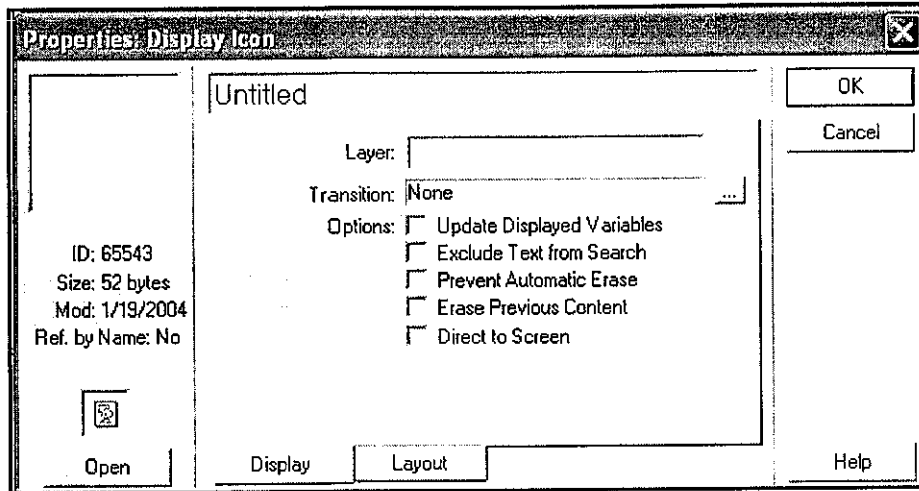 Properties: Display Icon
Untitled
OK
Cancel
Layer:
Transition: None ...
Options: Update Displayed Variables
Exclude Text from Search
Prevent Automatic Erase
Erase Previous Content
Direct to Screen
ID: 65543
Size: 52 bytes
Mod: 1/19/2004
Ref. by Name: No
Open
Display
Layout
Help